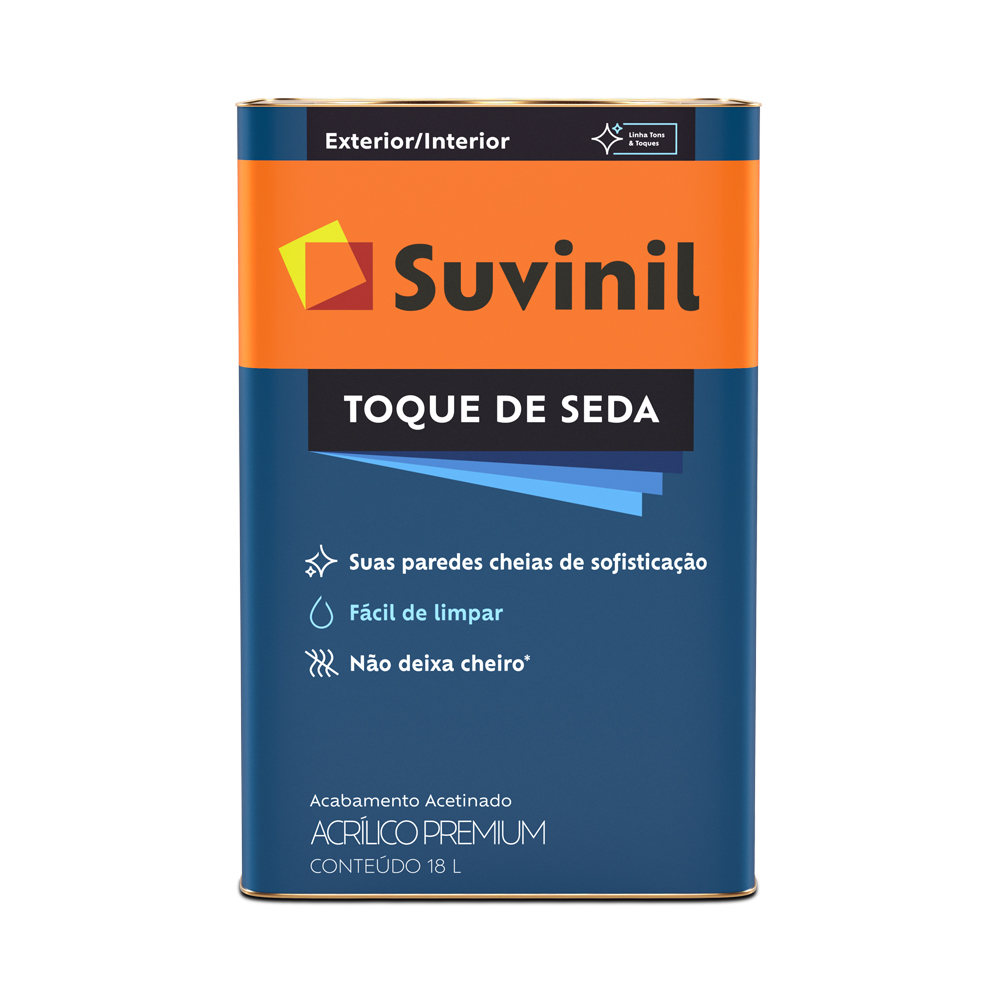 Exterior/Interior
Linha Tons
& Toques
Suvinil
TOQUE DE SEDA
Suas paredes cheias de sofisticação
Fácil de limpar
Não deixa cheiro*
Acabamento Acetinado
ACRÍLICO PREMIUM
CONTEÚDO 18 L